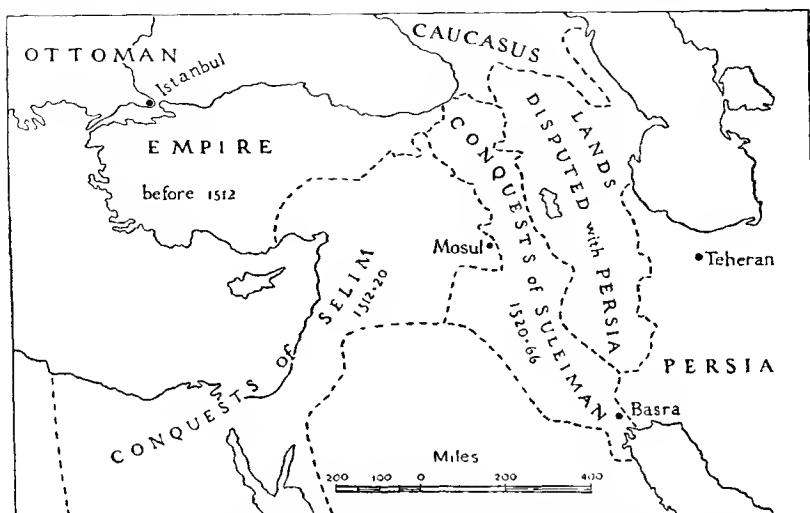 CAUCASUS
OTTOMAN
Istanbul
EMPIRE
before 1512
LANDS
DISPUTED with PERSIA
CONQUESTS of SULEIMAN
1520·66
Mosul
Teheran
CONQUESTS OF SELIM
1512·20
PERSIA
Basra
Miles
200 100 0 200 400